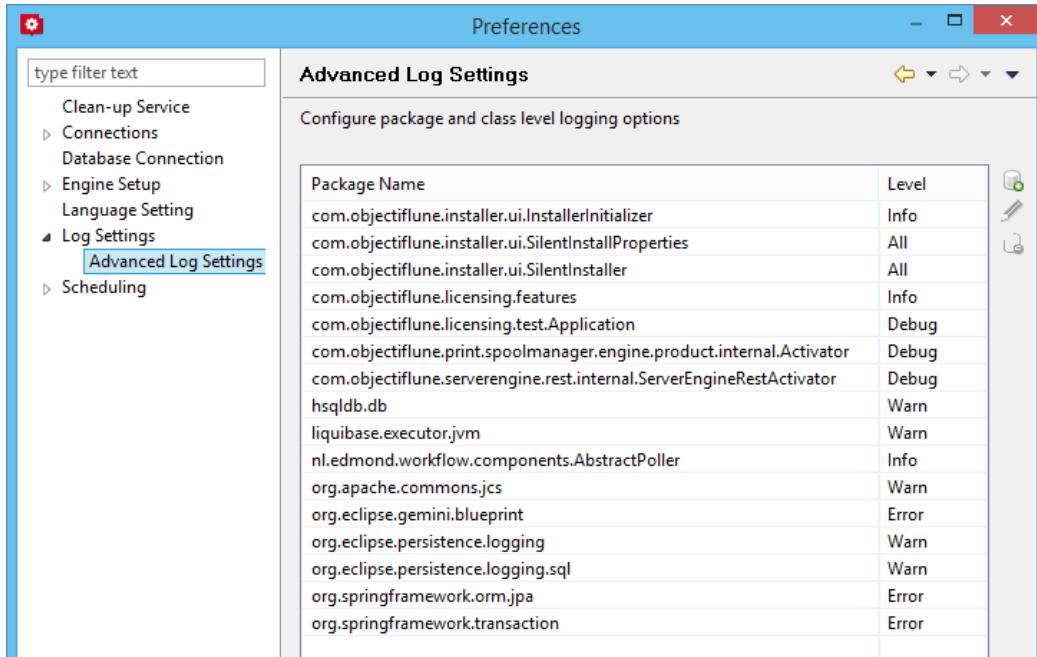 Preferences
type filter text
Advanced Log Settings
Clean-up Service
Connections
Database Connection
Engine Setup
Language Setting
Log Settings
Advanced Log Settings
Scheduling
Configure package and class level logging options
Package Name Level
com.objectiflune.installer.ui.InstallerInitializer Info
com.objectiflune.installer.ui.SilentInstallProperties All
com.objectiflune.installer.ui.SilentInstaller All
com.objectiflune.licensing.features Info
com.objectiflune.licensing.test.Application Debug
com.objectiflune.print.spoolmanager.engine.product.internal.Activator Debug
com.objectiflune.serverengine.rest.internal.ServerEngineRestActivator Debug
hsqldb.db Warn
liquibase.executor.jvm Warn
nl.edmond.workflow.components.AbstractPoller Info
org.apache.commons.jcs Warn
org.eclipse.gemini.blueprint Error
org.eclipse.persistence.logging Warn
org.eclipse.persistence.logging.sql Warn
org.springframework.orm.jpa Error
org.springframework.transaction Error